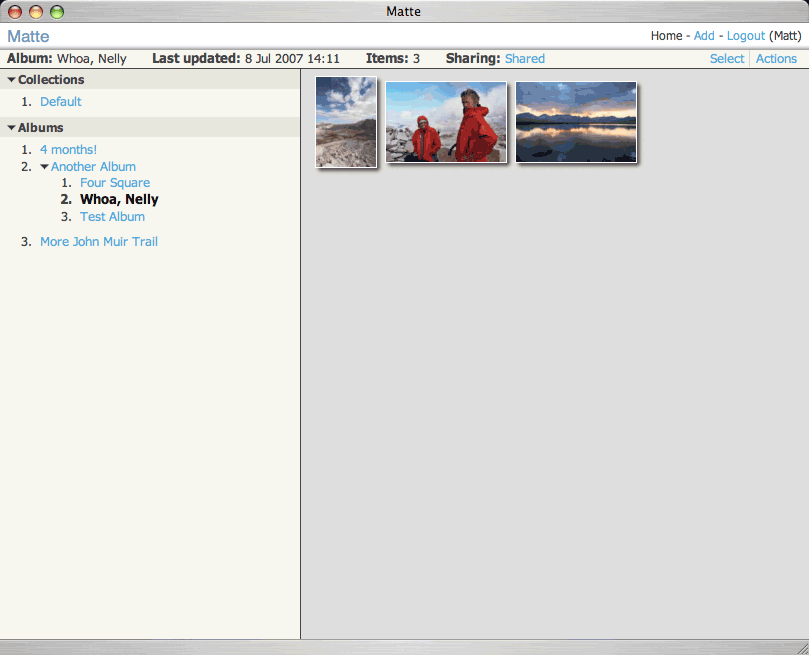 Matte
Matte Home - Add - Logout (Matt)
Album: Whoa, Nelly Last updated: 8 Jul 2007 14:11 Items: 3 Sharing: Shared Select Actions
Collections
1. Default
Albums
1. 4 months!
2. Another Album
1. Four Square
2. Whoa, Nelly
3. Test Album
3. More John Muir Trail